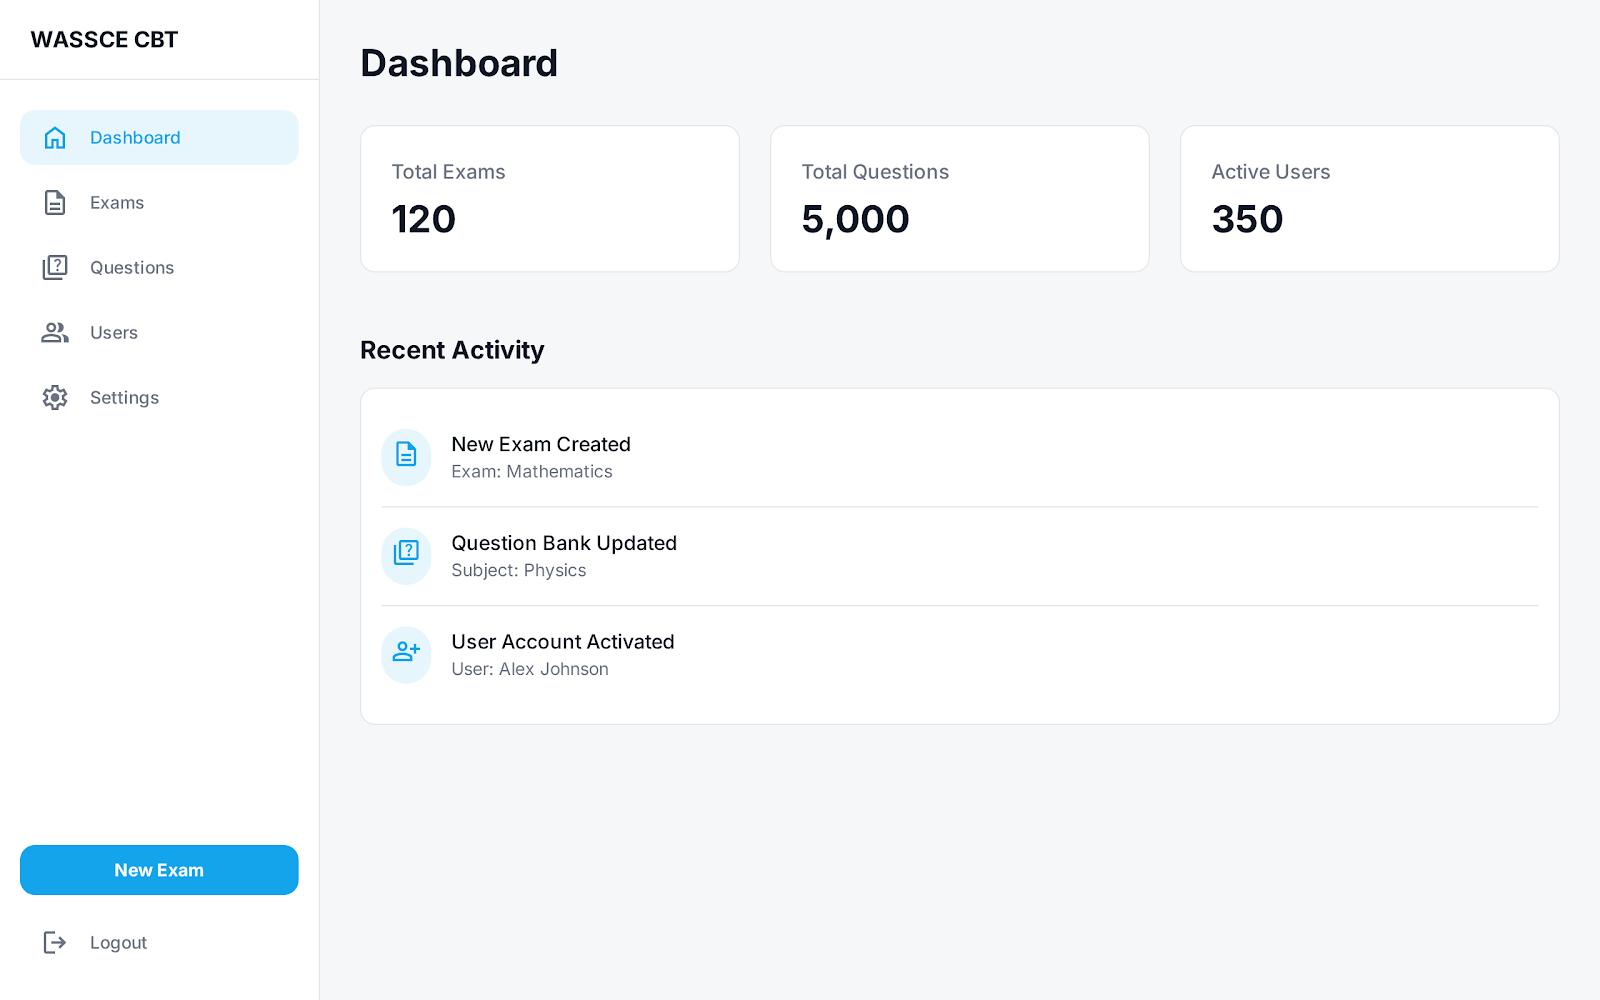 WASSCE CBT
Dashboard
Exams
Questions
Users
Settings
New Exam
Logout
Dashboard
Total Exams
120
Total Questions
5,000
Active Users
350
Recent Activity
New Exam Created
Exam: Mathematics
Question Bank Updated
Subject: Physics
User Account Activated
User: Alex Johnson